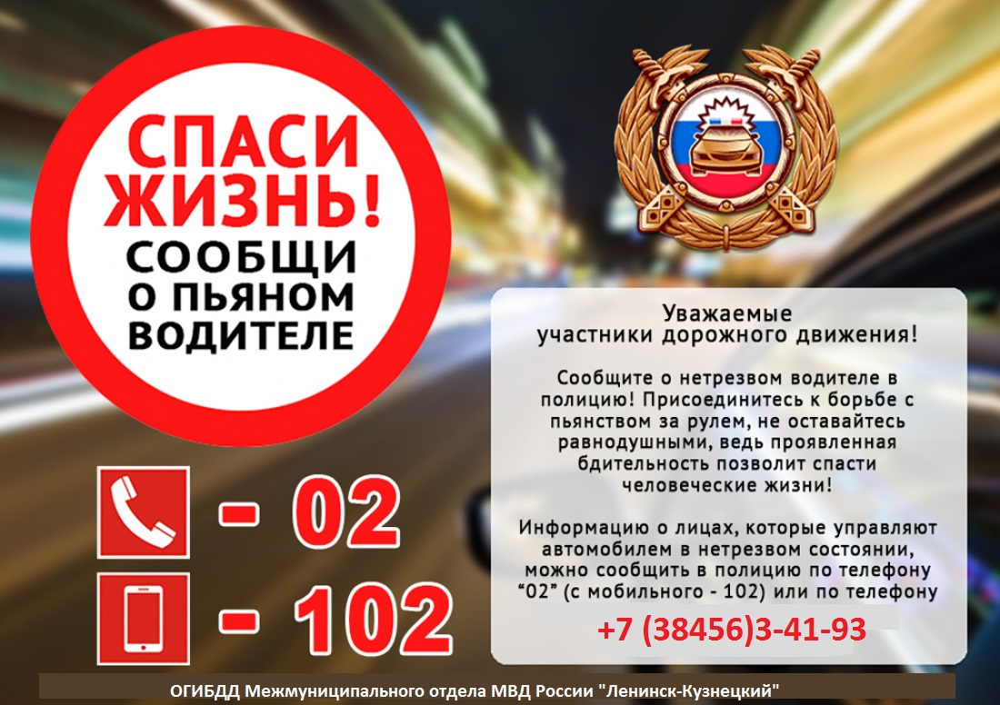 СПАСИ
ЖИЗНЬ!
СООБЩИ
О ПЬЯНОМ
ВОДИТЕЛЕ
- 02
- 102
Уважаемые
участники дорожного движения!
Сообщите о нетрезвом водителе в
полицию! Присоединитесь к борьбе с
пьянством за рулем, не оставайтесь
равнодушными, ведь проявленная
бдительность позволит спасти
человеческие жизни!
Информацию о лицах, которые управляют
автомобилем в нетрезвом состоянии,
можно сообщить в полицию по телефону
“02” (с мобильного - 102) или по телефону
+7 (38456)3-41-93
ОГИБДД Межмуниципального отдела МВД России "Ленинск-Кузнецкий"